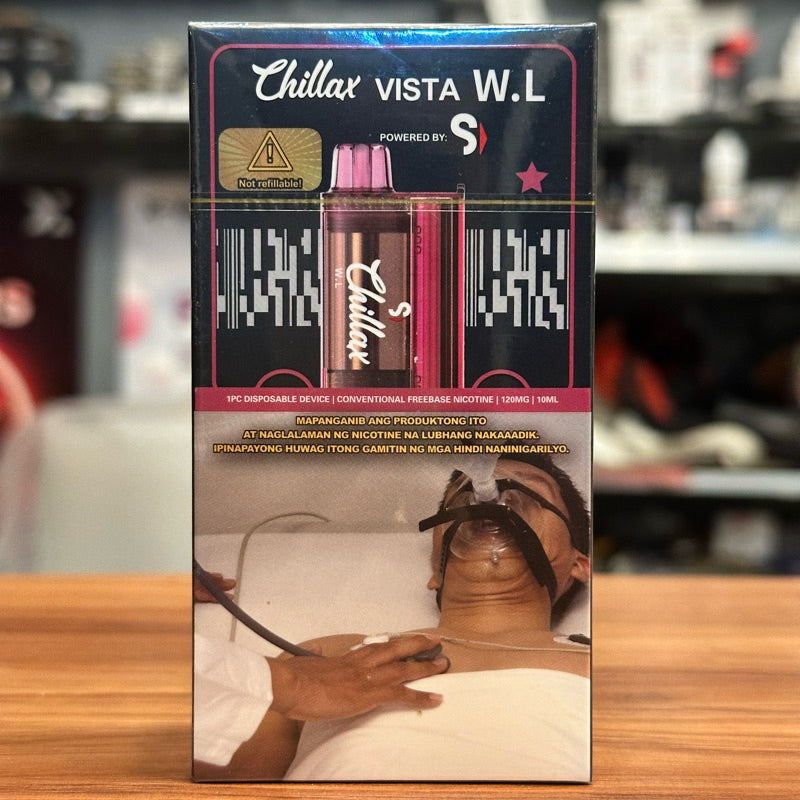 Chillax VISTA W.L
POWERED BY: S
Not refillable!
Chillax
W.L
S
1PC DISPOSABLE DEVICE | CONVENTIONAL FREEBASE NICOTINE | 120MG | 10ML
MAPANGANIB ANG PRODUKTONG ITO
AT NAGLALAMAN NG NICOTINE NA LUBHANG NAKAAADIK.
IPINAPAYONG HUWAG ITONG GAMITIN NG MGA HINDI NANINIGARILYO.